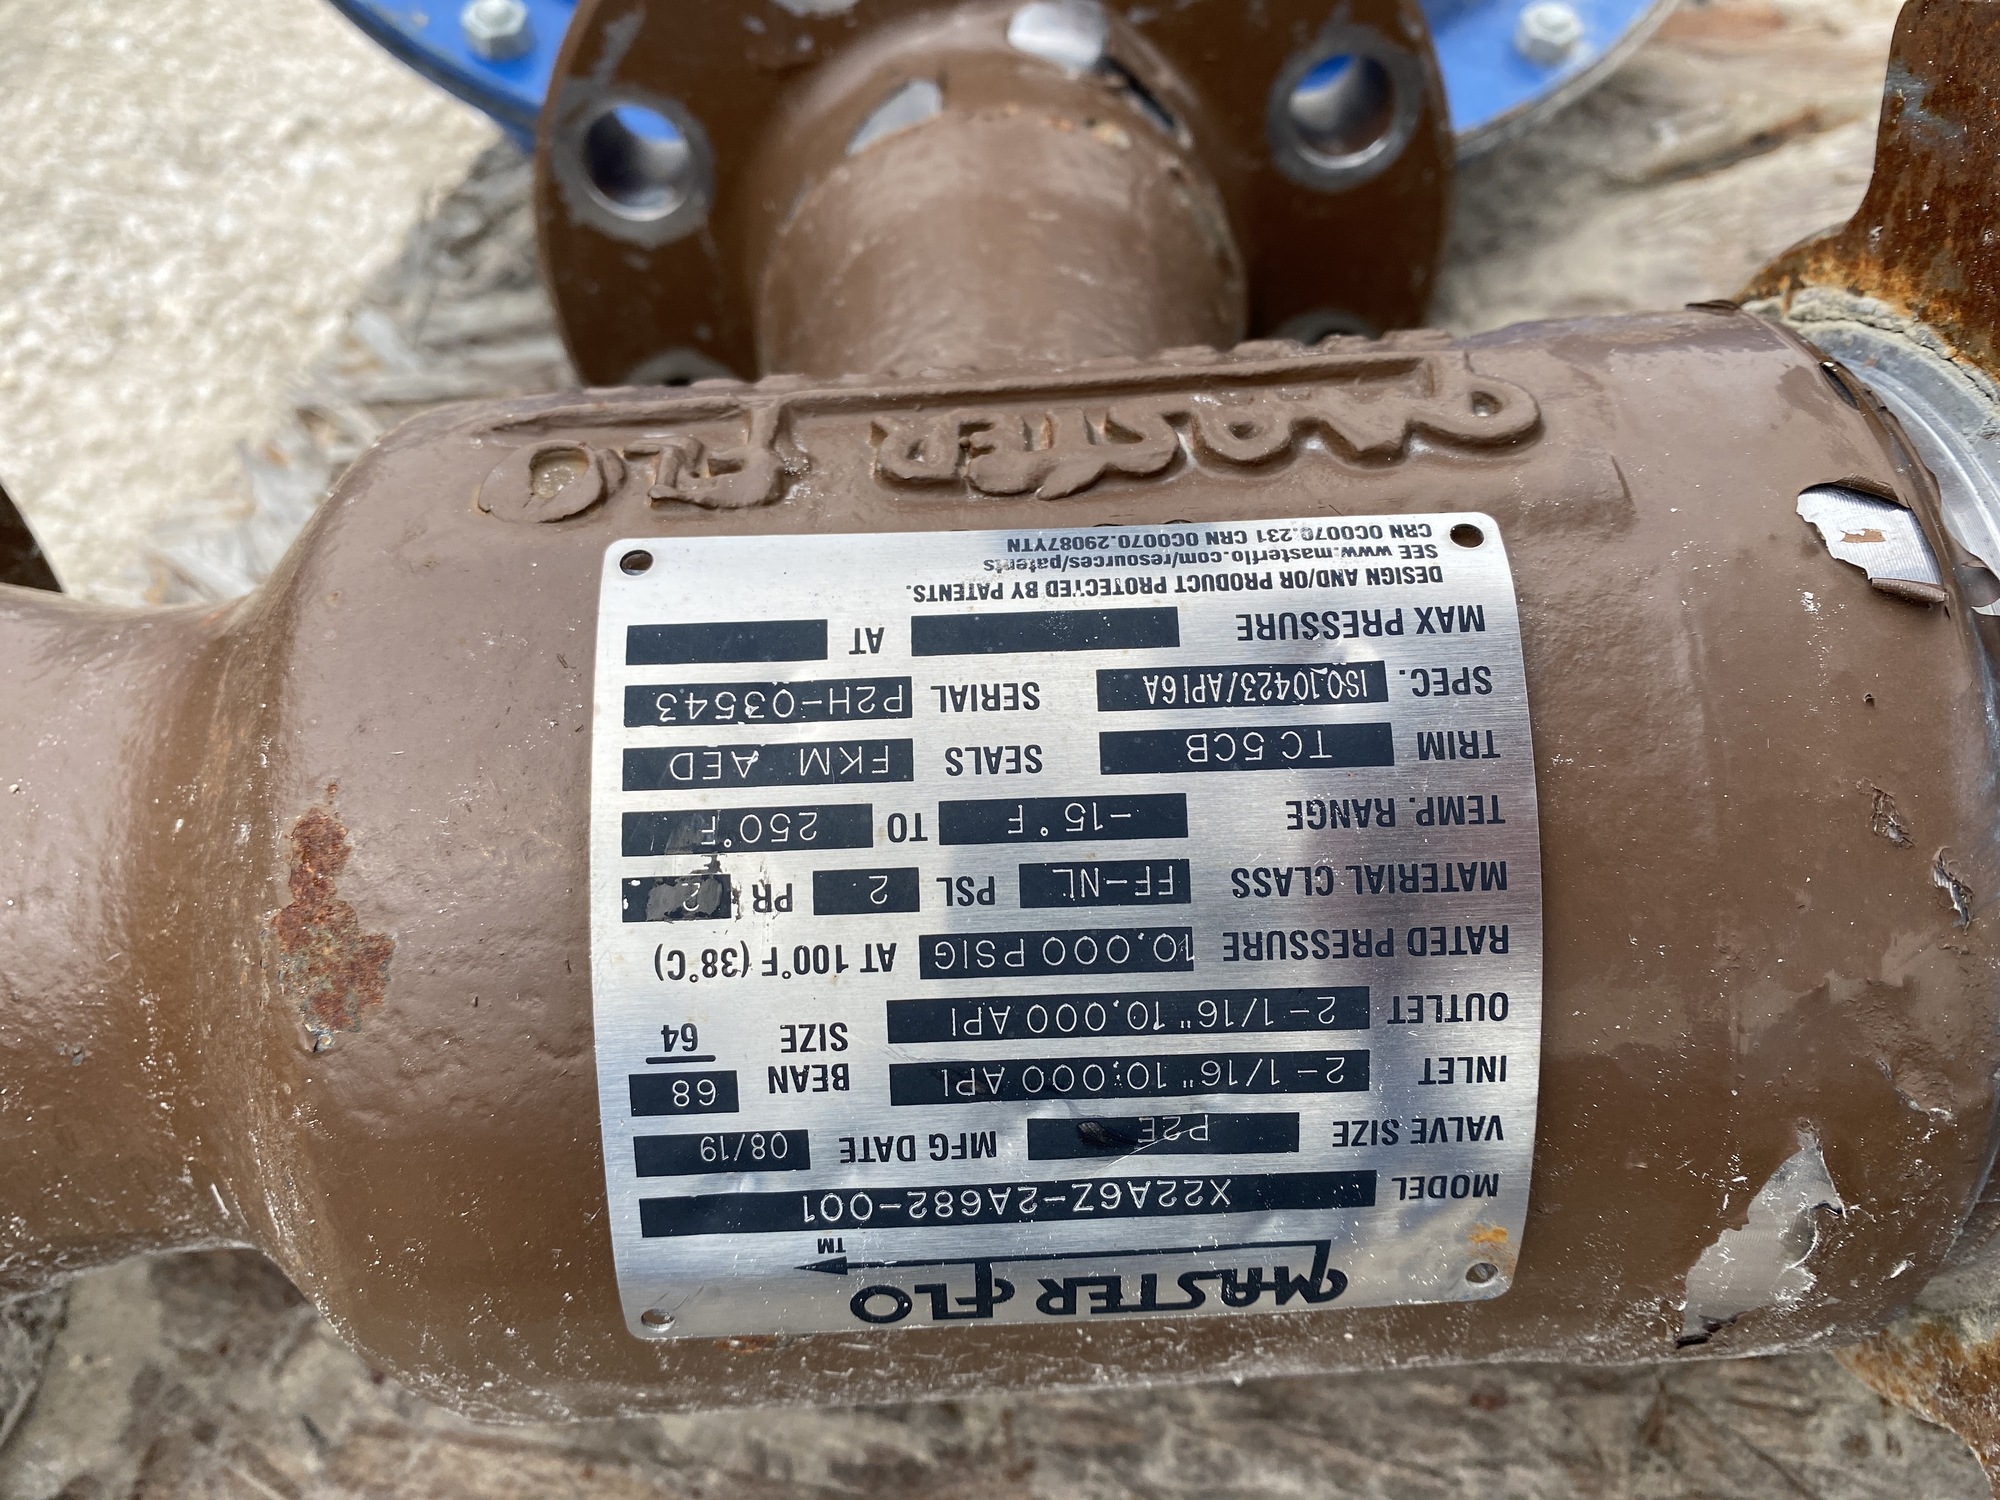 MASTER FLO
MASTER FLO TM
MODEL X22A6Z-2A682-001
VALVE SIZE P2E MFG DATE 08/19
INLET 2-1/16" 10,000 API BEAN SIZE 68/64
OUTLET 2-1/16" 10,000 API
RATED PRESSURE 10,000 PSIG AT 100°F (38°C)
MATERIAL CLASS FF-NL PSL 2 PR 2
TEMP. RANGE -15°F TO 250°F
TRIM TC 5CB SEALS FKM AED
SPEC. ISO 10423/API6A SERIAL P2H-03543
MAX PRESSURE AT
DESIGN AND/OR PRODUCT PROTECTED BY PATENTS.
SEE www.masterflo.com/resources/patents
CRN 0C0070.231 CRN 0C0070.29087YTN